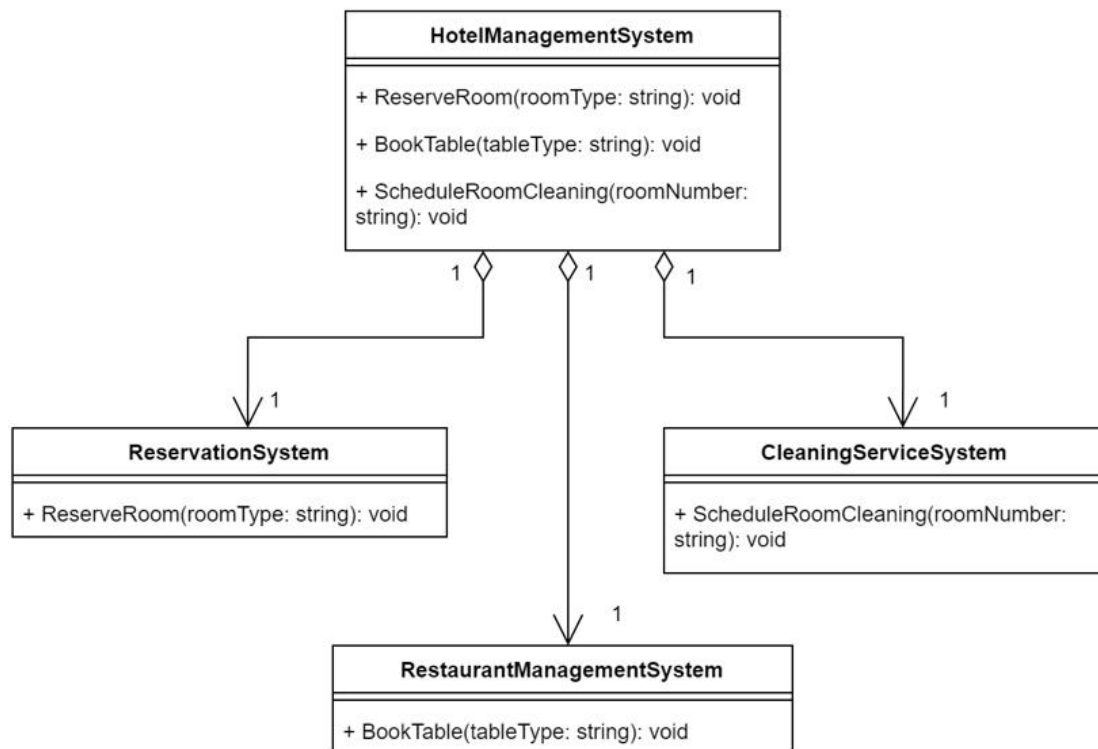 HotelManagementSystem
+ ReserveRoom(roomType: string): void
+ BookTable(tableType: string): void
+ ScheduleRoomCleaning(roomNumber:
string): void
1
1
1
1
1
ReservationSystem
+ ReserveRoom(roomType: string): void
CleaningServiceSystem
+ ScheduleRoomCleaning(roomNumber:
string): void
1
RestaurantManagementSystem
+ BookTable(tableType: string): void